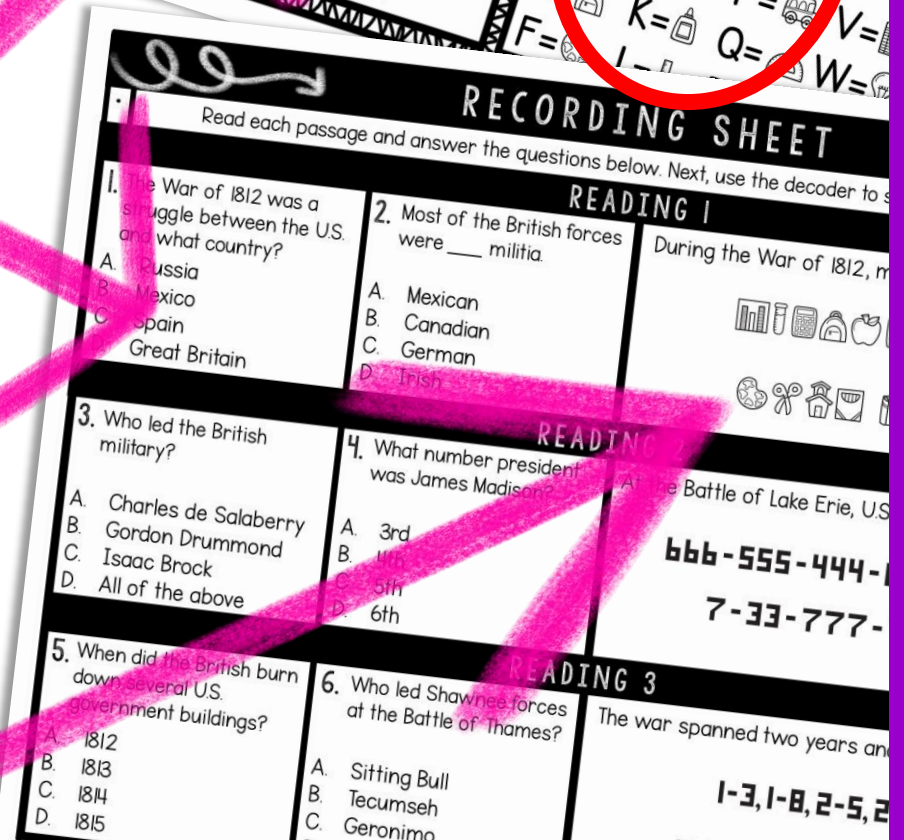 F=
K=
L=
Q=
V=
W=
RECORDING SHEET
Read each passage and answer the questions below. Next, use the decoder to s
READING 1
1. The War of 1812 was a
struggle between the U.S.
and what country?
A. Russia
B. Mexico
C. Spain
Great Britain
2. Most of the British forces
were ___ militia.
A. Mexican
B. Canadian
C. German
D. Irish
During the War of 1812, m
READING 2
3. Who led the British
military?
A. Charles de Salaberry
B. Gordon Drummond
C. Isaac Brock
D. All of the above
4. What number president
was James Madison?
A. 3rd
B. 4th
C. 5th
D. 6th
At the Battle of Lake Erie, U.S
666-555-444-
7-33-777-
READING 3
5. When did the British burn
down several U.S.
government buildings?
A. 1812
B. 1813
C. 1814
D. 1815
6. Who led Shawnee forces
at the Battle of Thames?
A. Sitting Bull
B. Tecumseh
C. Geronimo
The war spanned two years an
1-3,1-8,2-5,2